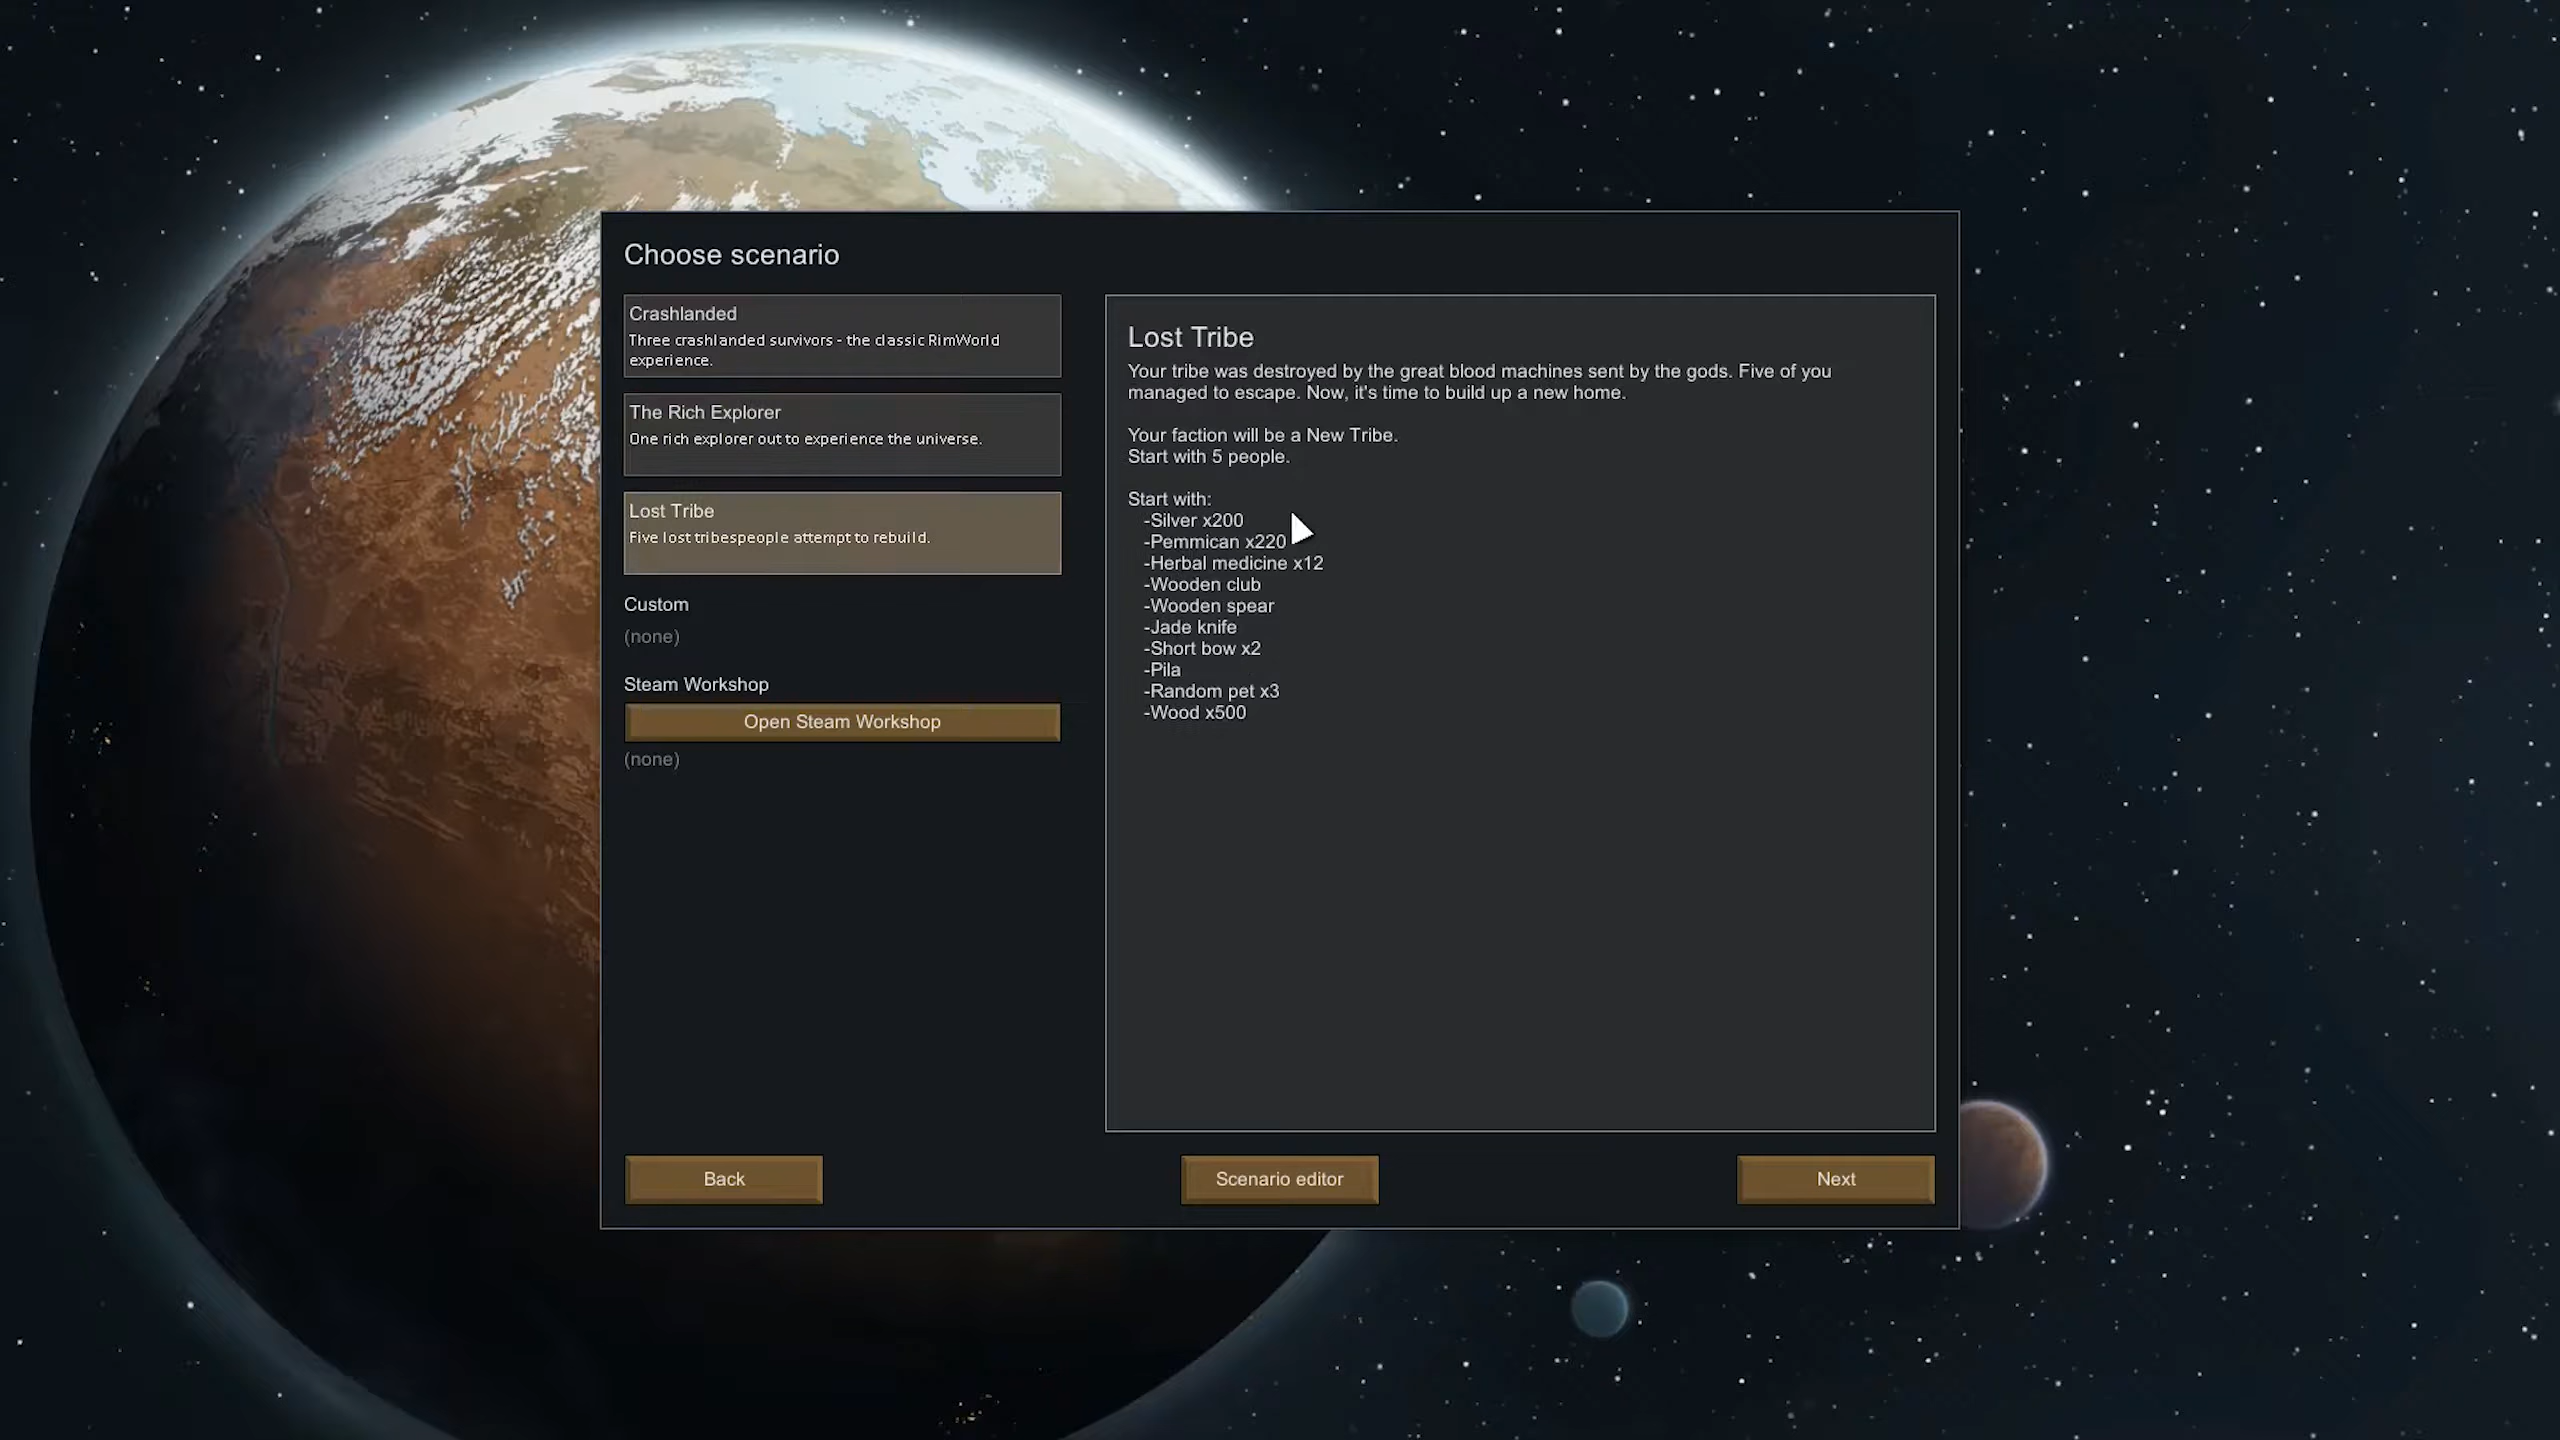 Choose scenario
Crashlanded
Three crashlanded survivors - the classic RimWorld
experience.
The Rich Explorer
One rich explorer out to experience the universe.
Lost Tribe
Five lost tribespeople attempt to rebuild.
Custom
(none)
Steam Workshop
Open Steam Workshop
(none)
Lost Tribe
Your tribe was destroyed by the great blood machines sent by the gods. Five of you
managed to escape. Now, it's time to build up a new home.
Your faction will be a New Tribe.
Start with 5 people.
Start with:
-Silver x200
-Pemmican x220
-Herbal medicine x12
-Wooden club
-Wooden spear
-Jade knife
-Short bow x2
-Pila
-Random pet x3
-Wood x500
Back
Scenario editor
Next